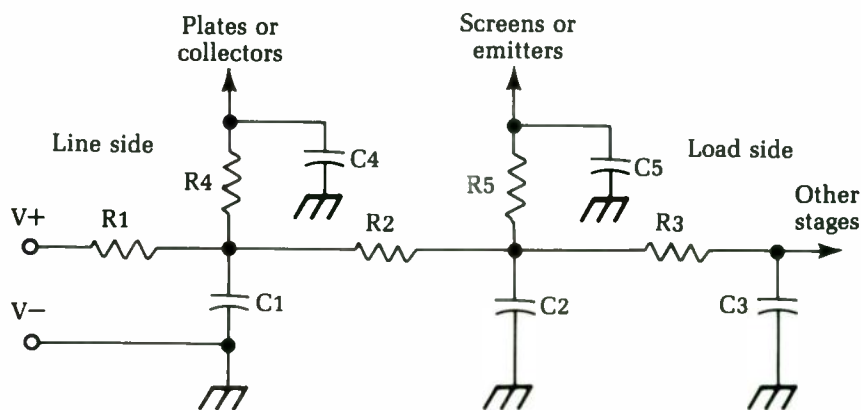 Plates or
collectors
Screens or
emitters
Line side
C4
C5
Load side
R4
R5
Other
stages
V+
R1
R2
R3
C1
C2
C3
V−